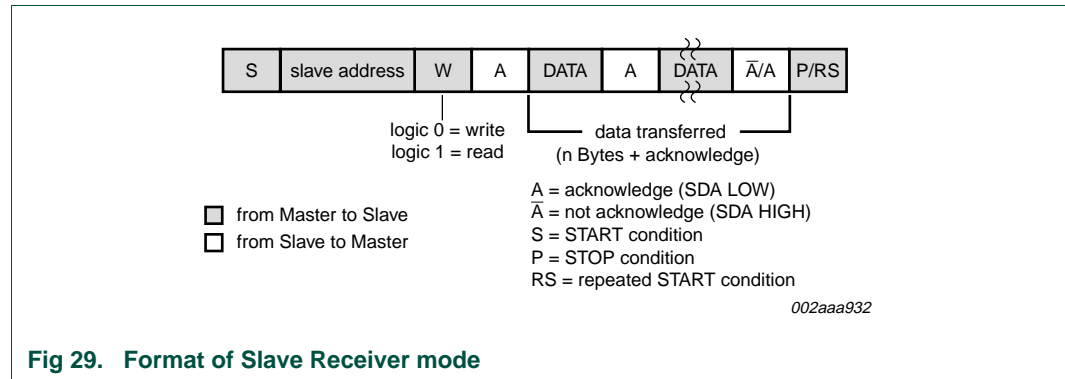 S slave address W A DATA A DATA A̅/A P/RS
logic 0 = write
logic 1 = read
data transferred
(n Bytes + acknowledge)
A = acknowledge (SDA LOW)
A̅ = not acknowledge (SDA HIGH)
S = START condition
P = STOP condition
RS = repeated START condition
from Master to Slave
from Slave to Master
002aaa932
Fig 29. Format of Slave Receiver mode